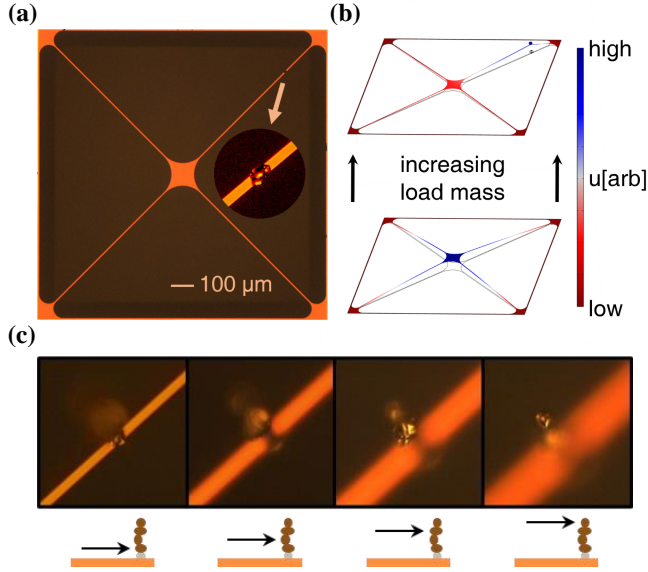 (a)
100 μm
(b)
high
increasing
load mass
u[arb]
low
(c)